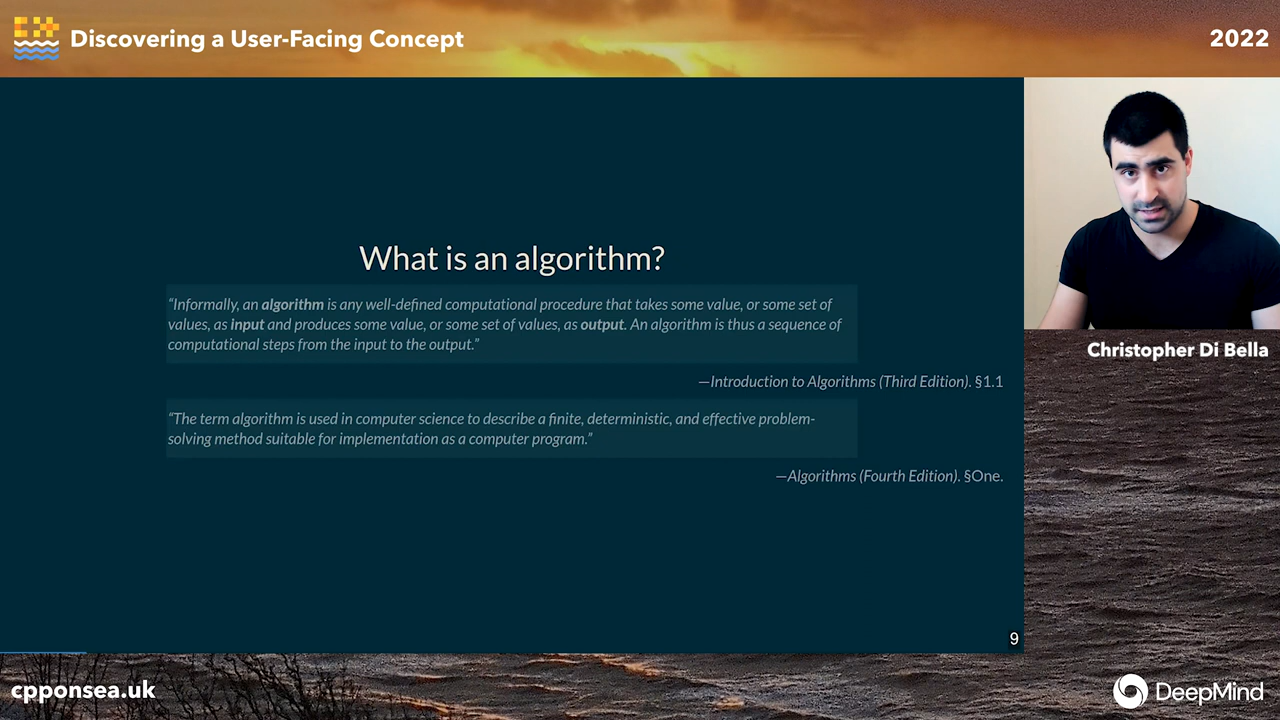 Discovering a User-Facing Concept
2022
What is an algorithm?
“Informally, an algorithm is any well-defined computational procedure that takes some value, or some set of
values, as input and produces some value, or some set of values, as output. An algorithm is thus a sequence of
computational steps from the input to the output.”
—Introduction to Algorithms (Third Edition). §1.1
“The term algorithm is used in computer science to describe a finite, deterministic, and effective problem-
solving method suitable for implementation as a computer program.”
—Algorithms (Fourth Edition). §One.
9
Christopher Di Bella
cpponsea.uk
DeepMind